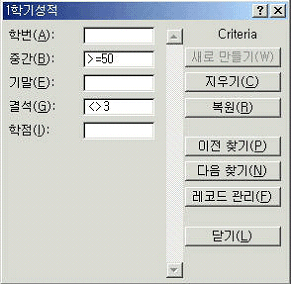 1학기성적
학번(A):
중간(B): >=50
기말(E):
결석(G): <>3
학점(I):
Criteria
새로 만들기(W)
지우기(C)
복원(R)
이전 찾기(P)
다음 찾기(N)
레코드 관리(F)
닫기(L)